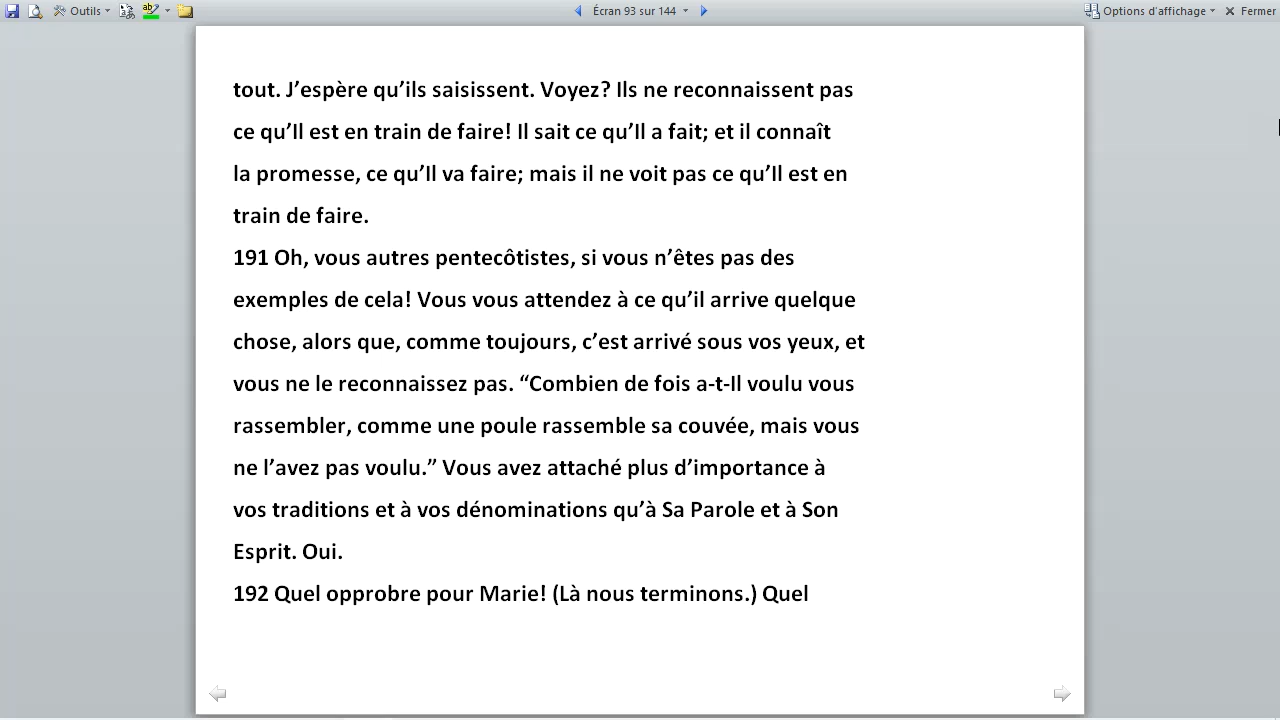 Outils
Écran 93 sur 144
Options d'affichage
Fermer
tout. J’espère qu’ils saisissent. Voyez? Ils ne reconnaissent pas
ce qu’Il est en train de faire! Il sait ce qu’Il a fait; et il connaît
la promesse, ce qu’Il va faire; mais il ne voit pas ce qu’Il est en
train de faire.
191 Oh, vous autres pentecôtistes, si vous n’êtes pas des
exemples de cela! Vous vous attendez à ce qu’il arrive quelque
chose, alors que, comme toujours, c’est arrivé sous vos yeux, et
vous ne le reconnaissez pas. “Combien de fois a-t-Il voulu vous
rassembler, comme une poule rassemble sa couvée, mais vous
ne l’avez pas voulu.” Vous avez attaché plus d’importance à
vos traditions et à vos dénominations qu’à Sa Parole et à Son
Esprit. Oui.
192 Quel opprobre pour Marie! (Là nous terminons.) Quel